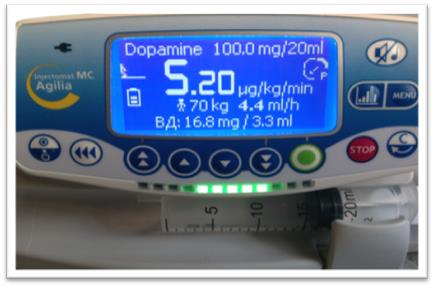 Dopamine 100.0 mg/20ml
5.20 µg/kg/min
P
70 kg 4.4 ml/h
ВД: 16.8 mg / 3.3 ml
Injectomat MC
Agilia
MENU
STOP
5
10
15
20ml